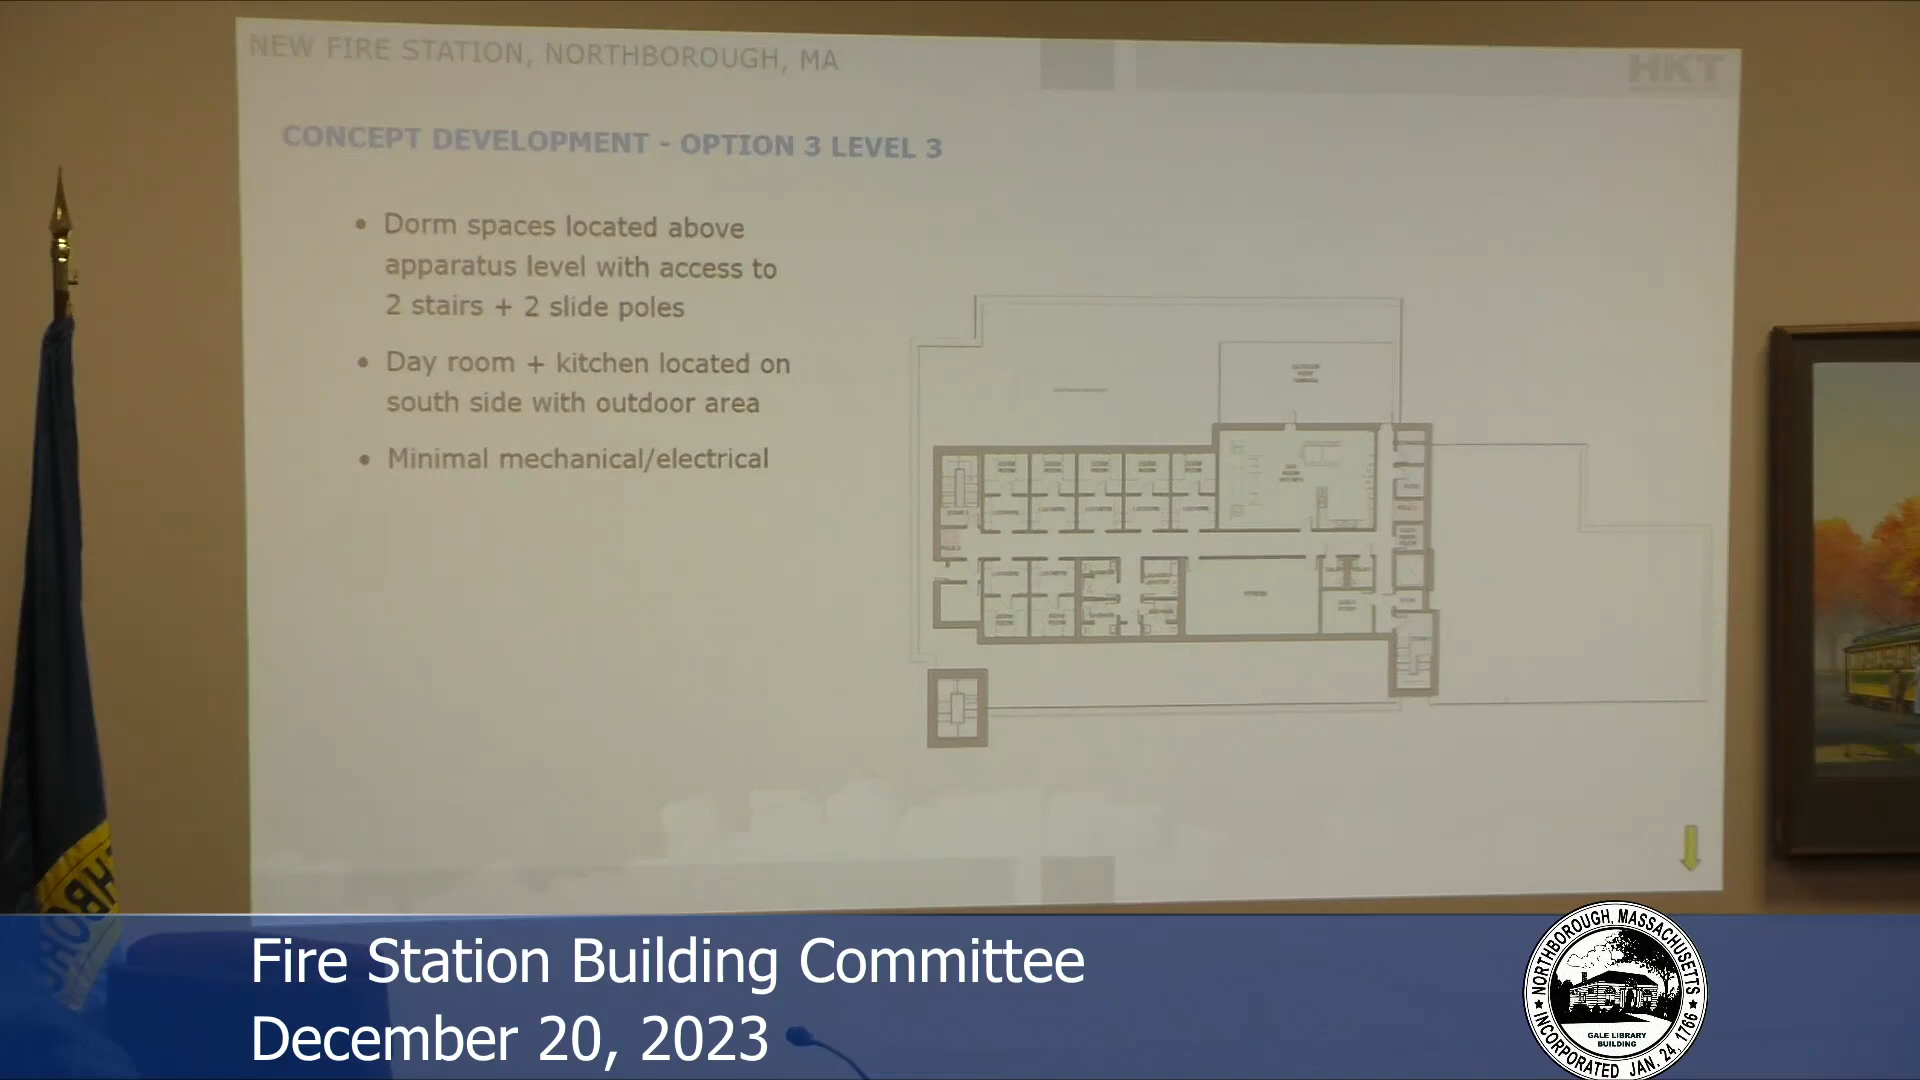 NEW FIRE STATION, NORTHBOROUGH, MA
HKT
CONCEPT DEVELOPMENT - OPTION 3 LEVEL 3
• Dorm spaces located above
apparatus level with access to
2 stairs + 2 slide poles
• Day room + kitchen located on
south side with outdoor area
• Minimal mechanical/electrical
Fire Station Building Committee
December 20, 2023
NORTHBOROUGH, MASSACHUSETTS
GALE LIBRARY
BUILDING
INCORPORATED JAN. 24, 1766